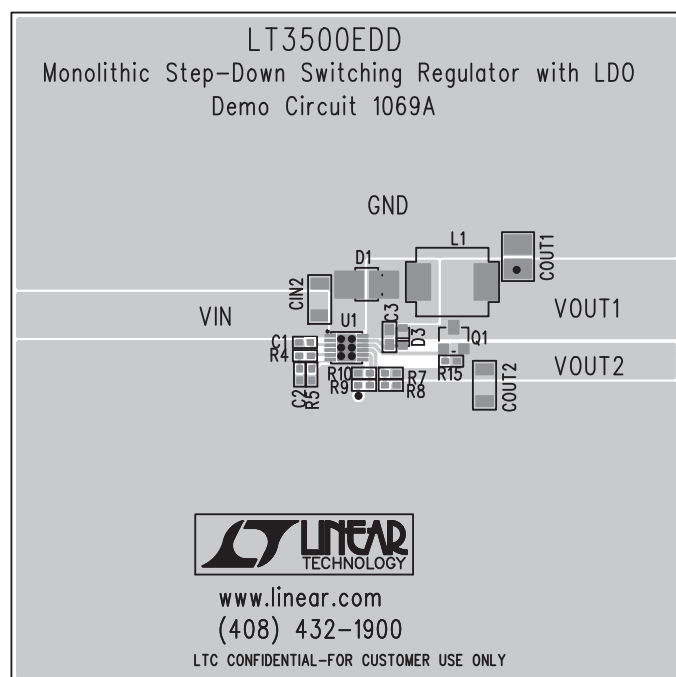 LT3500EDD
Monolithic Step-Down Switching Regulator with LDO
Demo Circuit 1069A
GND
L1
COUT1
D1
CIN2
VIN
U1
C3
D3
Q1
VOUT1
C1
R4
VOUT2
R10
R7
R15
COUT2
C2
R5
R9
R8
LINEAR
TECHNOLOGY
www.linear.com
(408) 432-1900
LTC CONFIDENTIAL-FOR CUSTOMER USE ONLY